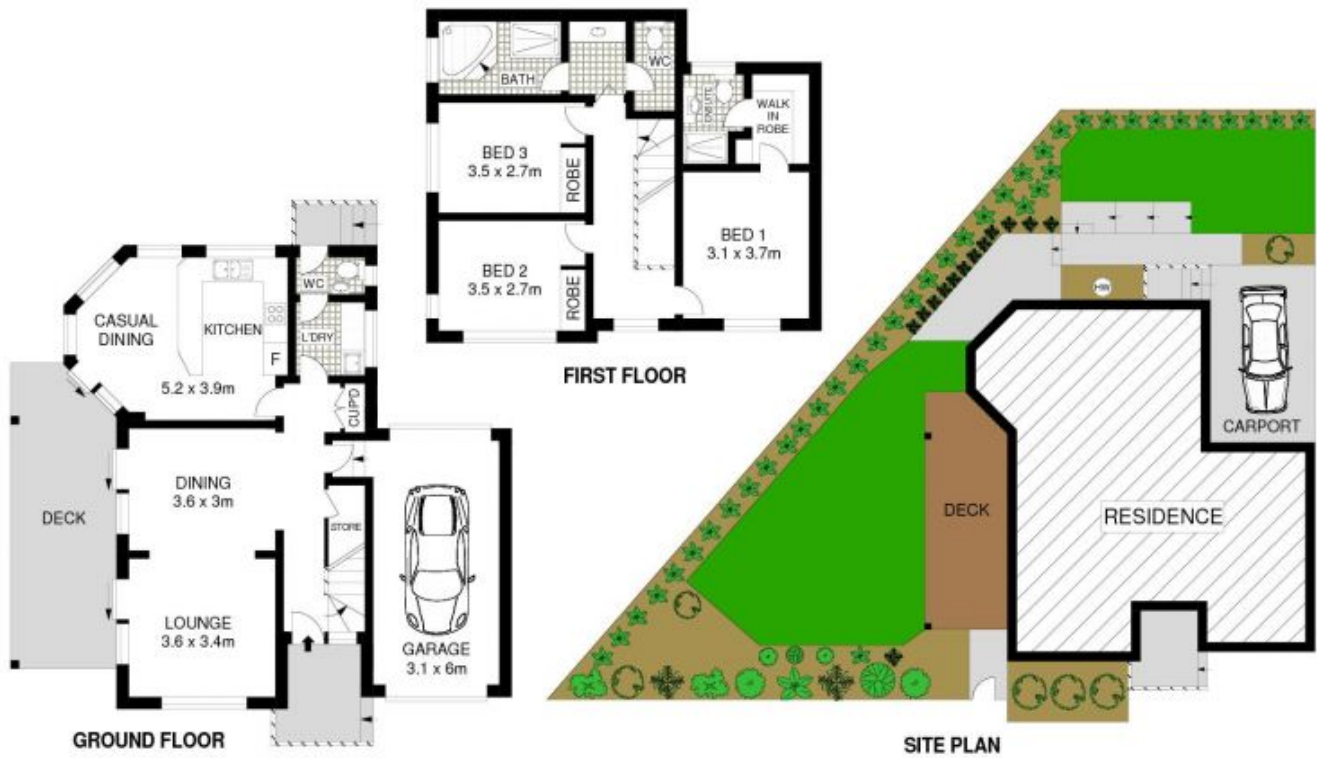 BATH
WC
ENSUITE
WALK
IN
ROBE
BED 3
3.5 x 2.7m
ROBE
BED 2
3.5 x 2.7m
ROBE
BED 1
3.1 x 3.7m
FIRST FLOOR
WC
CASUAL
DINING
KITCHEN
L'DRY
F
5.2 x 3.9m
CUP'D
DINING
3.6 x 3m
STORE
DECK
LOUNGE
3.6 x 3.4m
GARAGE
3.1 x 6m
GROUND FLOOR
HW
CARPORT
DECK
RESIDENCE
SITE PLAN